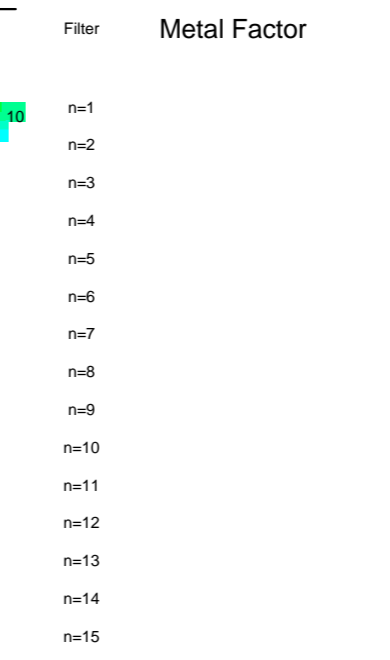 Filter Metal Factor
10 n=1
n=2
n=3
n=4
n=5
n=6
n=7
n=8
n=9
n=10
n=11
n=12
n=13
n=14
n=15